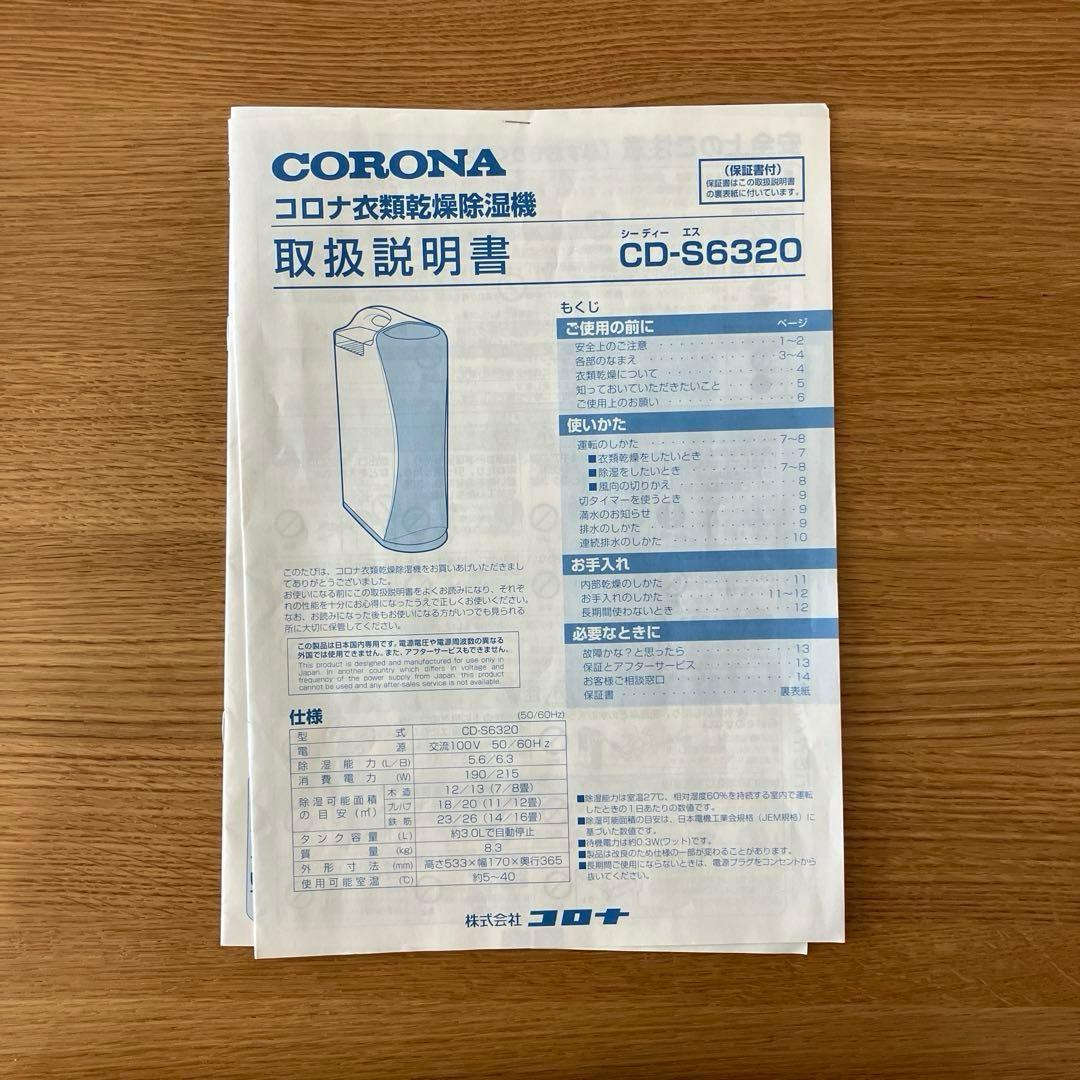 CORONA
コロナ衣類乾燥除湿機
取扱説明書
(保証書付)
保証書はこの取扱説明書
の裏表紙に付いています。
シー ディー エス
CD-S6320
もくじ
ご使用の前に ページ
安全上のご注意 1〜2
各部のなまえ 3〜4
衣類乾燥について 4
知っておいていただきたいこと 5
ご使用上のお願い 6
使いかた
運転のしかた 7〜8
■衣類乾燥をしたいとき 7
■除湿をしたいとき 7〜8
■風向の切りかえ 8
切タイマーを使うとき 9
満水のお知らせ 9
排水のしかた 9
連続排水のしかた 10
お手入れ
内部乾燥のしかた 11
お手入れのしかた 11〜12
長期間使わないとき 12
必要なときに
故障かな?と思ったら 13
保証とアフターサービス 13
お客様ご相談窓口 14
保証書 裏表紙
このたびは、コロナ衣類乾燥除湿機をお買いあげいただきまし
てありがとうございました。
お使いになる前にこの取扱説明書をよくお読みになり、それぞ
れの性能を十分にお心得になったうえで正しくお使いください。
なお、お読みになった後もお使いになる方がいつでも見られる
所に大切に保管してください。
この製品は日本国内専用です。電源電圧や電源周波数の異なる
外国では使用できません。また、アフターサービスもできません。
This product is designed and manufactured for use only in
Japan. In another country which differs in voltage and
frequency of the power supply from Japan, this product
cannot be used and any after-sales service is not available.
仕様 (50/60Hz)
型式 CD-S6320
電源 交流100V 50/60Hz
除湿能力(L/日) 5.6/6.3
消費電力(W) 190/215
除湿可能面積の目安(㎡) 木造 12/13(7/8畳)
プレハブ 18/20(11/12畳)
鉄筋 23/26(14/16畳)
タンク容量(L) 約3.0Lで自動停止
質量(kg) 8.3
外形寸法(mm) 高さ533×幅170×奥行365
使用可能室温(℃) 約5〜40
■除湿能力は室温27℃、相対湿度60%を持続する室内で運転
したときの1日あたりの数値です。
■除湿可能面積の目安は、日本電機工業会規格(JEM規格)に
基づいた数値です。
■待機電力は約0.3W(ワット)です。
■製品は改良のため仕様の一部が変わることがあります。
■長期間ご使用にならないときは、電源プラグをコンセントから
抜いてください。
株式会社 コロナ